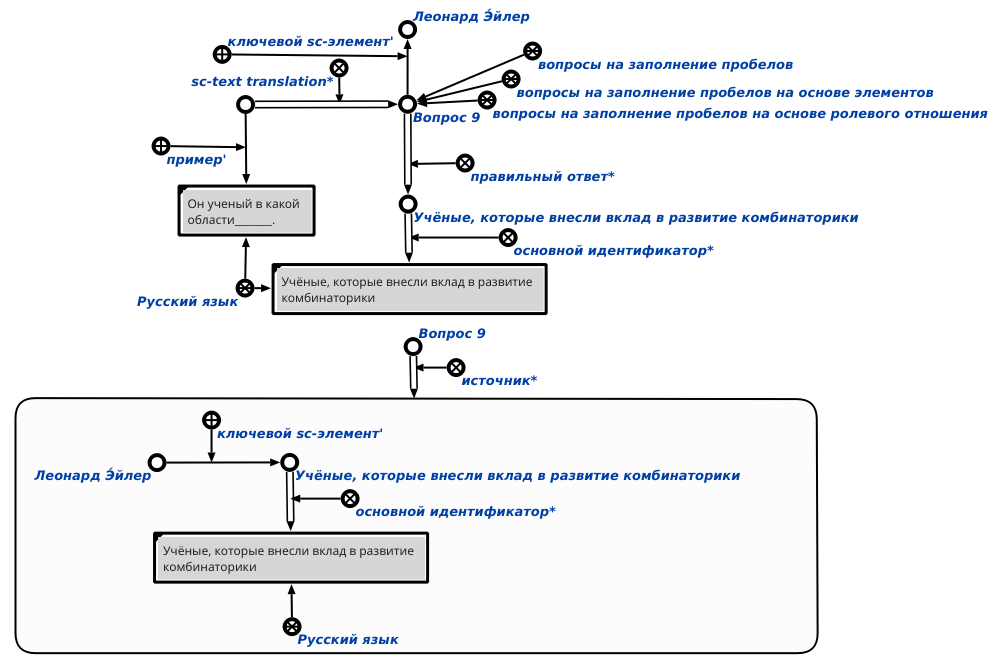 Леонард Э́йлер
ключевой sc-элемент'
вопросы на заполнение пробелов
sc-text translation*
вопросы на заполнение пробелов на основе элементов
вопросы на заполнение пробелов на основе ролевого отношения
Вопрос 9
пример'
правильный ответ*
Он ученый в какой
области______.
Учёные, которые внесли вклад в развитие комбинаторики
основной идентификатор*
Учёные, которые внесли вклад в развитие
комбинаторики
Русский язык
Вопрос 9
источник*
ключевой sc-элемент'
Леонард Э́йлер
Учёные, которые внесли вклад в развитие комбинаторики
основной идентификатор*
Учёные, которые внесли вклад в развитие
комбинаторики
Русский язык